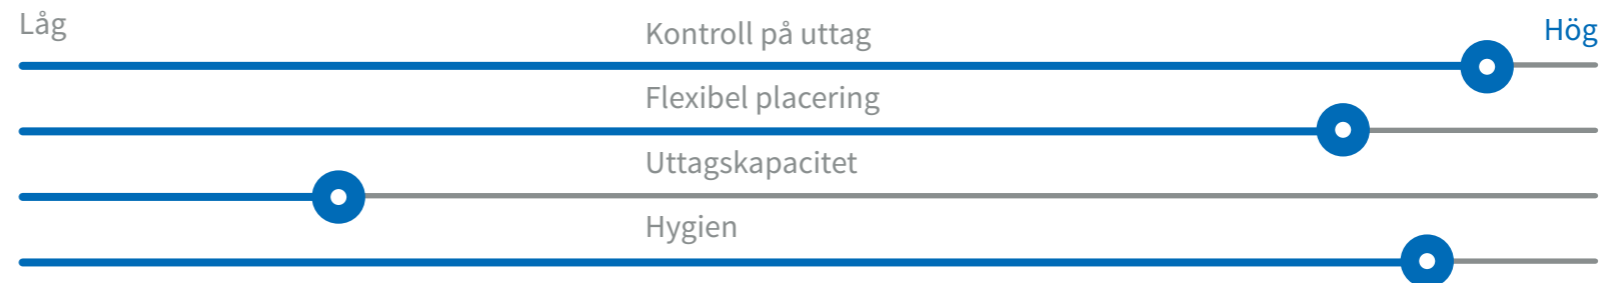 Låg
Hög
Kontroll på uttag
Flexibel placering
Uttagskapacitet
Hygien